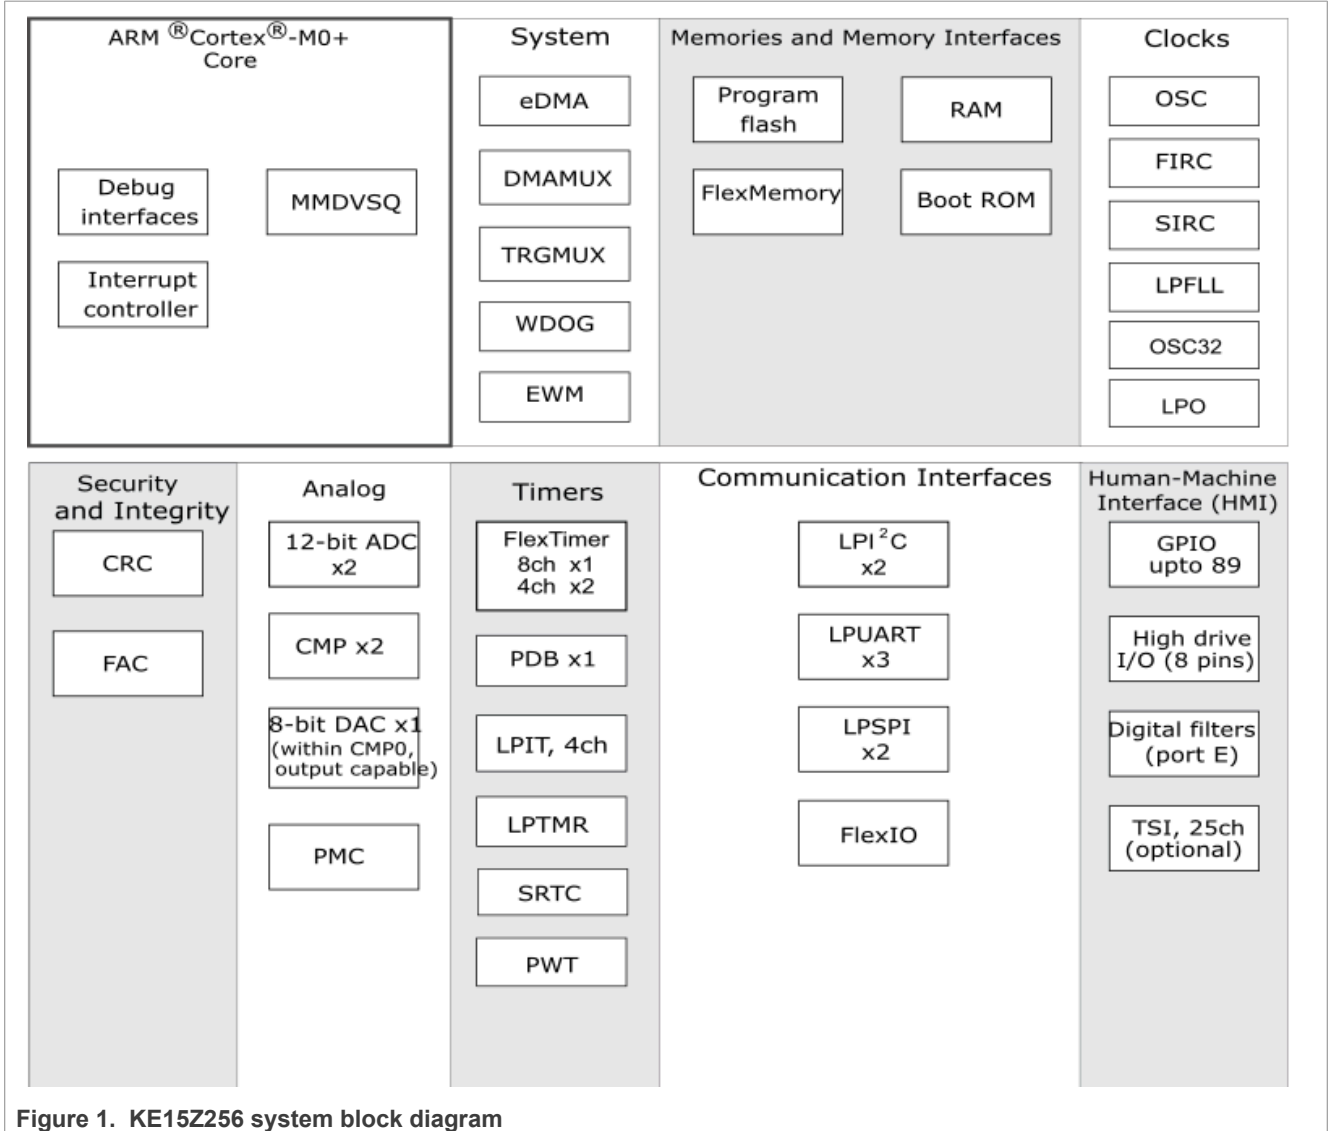 ARM ®Cortex®-M0+
Core
Debug
interfaces
MMDVSQ
Interrupt
controller
System
eDMA
DMAMUX
TRGMUX
WDOG
EWM
Memories and Memory Interfaces
Program
flash
RAM
FlexMemory
Boot ROM
Clocks
OSC
FIRC
SIRC
LPFLL
OSC32
LPO
Security
and Integrity
CRC
FAC
Analog
12-bit ADC
x2
CMP x2
8-bit DAC x1
(within CMP0,
output capable)
PMC
Timers
FlexTimer
8ch x1
4ch x2
PDB x1
LPIT, 4ch
LPTMR
SRTC
PWT
Communication Interfaces
LPI²C
x2
LPUART
x3
LPSPI
x2
FlexIO
Human-Machine
Interface (HMI)
GPIO
upto 89
High drive
I/O (8 pins)
Digital filters
(port E)
TSI, 25ch
(optional)
Figure 1. KE15Z256 system block diagram